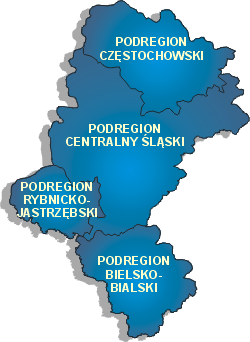 PODREGION
CZĘSTOCHOWSKI
PODREGION
CENTRALNY ŚLĄSKI
PODREGION
RYBNICKO-
JASTRZĘBSKI
PODREGION
BIELSKO-
BIALSKI